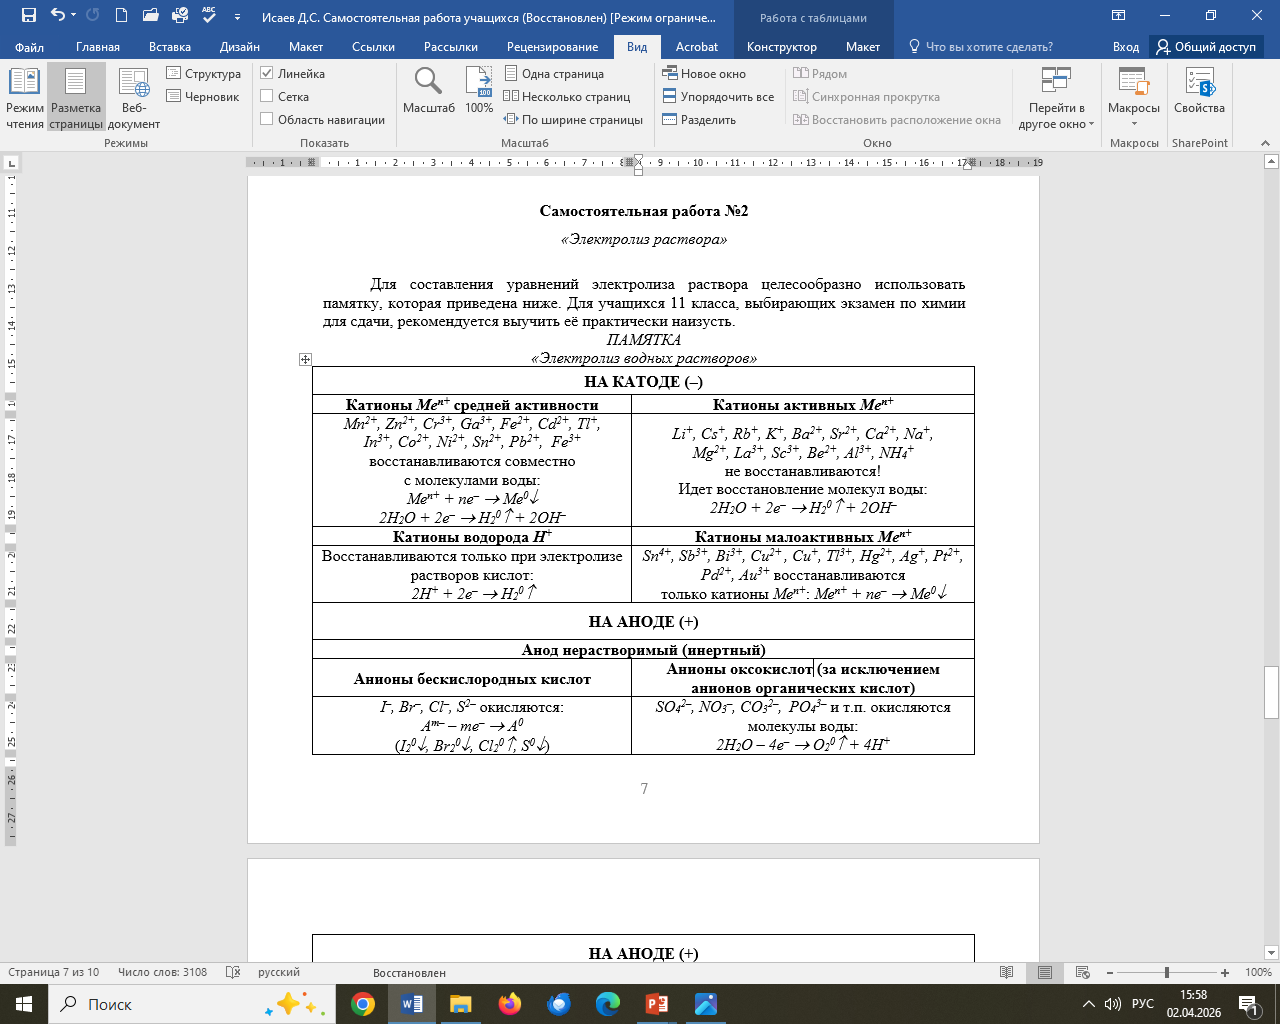 Исаев Д.С. Самостоятельная работа учащихся (Восстановлен) [Режим ограниче...
Работа с таблицами
Файл Главная Вставка Дизайн Макет Ссылки Рассылки Рецензирование Вид Acrobat Конструктор Макет Что вы хотите сделать? Вход Общий доступ
Режим чтения
Разметка страницы
Веб-документ
Структура
Черновик
Режимы
Линейка
Сетка
Область навигации
Показать
Масштаб
100%
Одна страница
Несколько страниц
По ширине страницы
Масштаб
Новое окно
Упорядочить все
Разделить
Рядом
Синхронная прокрутка
Восстановить расположение окна
Перейти в другое окно
Окно
Макросы
Макросы
Свойства
SharePoint
Самостоятельная работа №2
«Электролиз раствора»
Для составления уравнений электролиза раствора целесообразно использовать
памятку, которая приведена ниже. Для учащихся 11 класса, выбирающих экзамен по химии
для сдачи, рекомендуется выучить её практически наизусть.
ПАМЯТКА
«Электролиз водных растворов»
НА КАТОДЕ (–)
Катионы Meⁿ⁺ средней активности
Mn²⁺, Zn²⁺, Cr³⁺, Ga³⁺, Fe²⁺, Cd²⁺, Tl⁺,
In³⁺, Co²⁺, Ni²⁺, Sn²⁺, Pb²⁺, Fe³⁺
восстанавливаются совместно
с молекулами воды:
Meⁿ⁺ + ne⁻ → Me⁰↓
2H₂O + 2e⁻ → H₂⁰↑ + 2OH⁻
Катионы активных Meⁿ⁺
Li⁺, Cs⁺, Rb⁺, K⁺, Ba²⁺, Sr²⁺, Ca²⁺, Na⁺,
Mg²⁺, La³⁺, Sc³⁺, Be²⁺, Al³⁺, NH₄⁺
не восстанавливаются!
Идет восстановление молекул воды:
2H₂O + 2e⁻ → H₂⁰↑ + 2OH⁻
Катионы водорода H⁺
Восстанавливаются только при электролизе
растворов кислот:
2H⁺ + 2e⁻ → H₂⁰↑
Катионы малоактивных Meⁿ⁺
Sn⁴⁺, Sb³⁺, Bi³⁺, Cu²⁺, Cu⁺, Tl³⁺, Hg²⁺, Ag⁺, Pt²⁺,
Pd²⁺, Au³⁺ восстанавливаются
только катионы Meⁿ⁺: Meⁿ⁺ + ne⁻ → Me⁰↓
НА АНОДЕ (+)
Анод нерастворимый (инертный)
Анионы бескислородных кислот
I⁻, Br⁻, Cl⁻, S²⁻ окисляются:
Aᵐ⁻ – me⁻ → A⁰
(I₂⁰↓, Br₂⁰↓, Cl₂⁰↑, S⁰↓)
Анионы оксокислот (за исключением
анионов органических кислот)
SO₄²⁻, NO₃⁻, CO₃²⁻, PO₄³⁻ и т.п. окисляются
молекулы воды:
2H₂O – 4e⁻ → O₂⁰↑ + 4H⁺
7
НА АНОДЕ (+)
Страница 7 из 10 Число слов: 3108 русский Восстановлен 100%
Поиск
РУС
15:58
02.04.2026